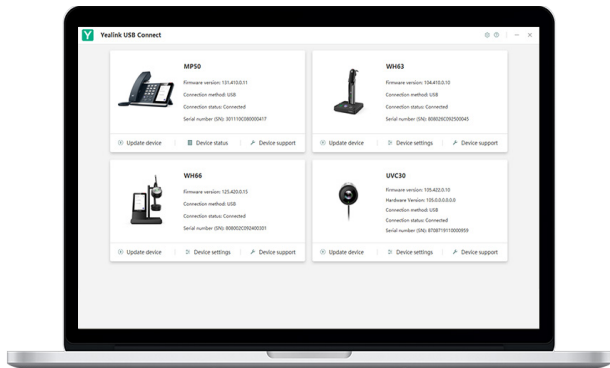 Yealink USB Connect
MP50
Firmware version: 131.410.0.11
Connection method: USB
Connection status: Connected
Serial number (SN): 301110C080000417
Update device
Device status
Device support
WH63
Firmware version: 104.410.0.10
Connection method: USB
Connection status: Connected
Serial number (SN): 808026C092500045
Update device
Device settings
Device support
WH66
Firmware version: 125.420.0.15
Connection method: USB
Connection status: Connected
Serial number (SN): 808002C092400301
Update device
Device settings
Device support
UVC30
Firmware version: 105.420.0.10
Hardware Version: 105.0.0.0.0.0.0
Connection method: USB
Connection status: Connected
Serial number (SN): 8708719110000959
Update device
Device settings
Device support